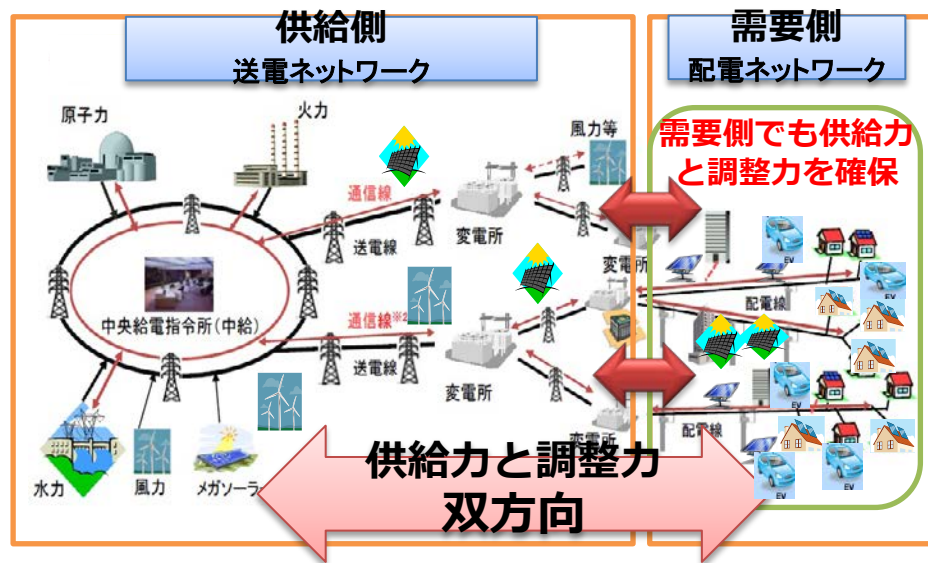 供給側
送電ネットワーク
需要側
配電ネットワーク
需要側でも供給力
と調整力を確保
原子力
火力
風力等
通信線
送電線
変電所
変電所
EV
EV
中央給電指令所(中給)
通信線※2
送電線
変電所
配電線
変電所
配電線
EV
EV
EV
EV
水力
風力
メガソーラ
供給力と調整力
双方向